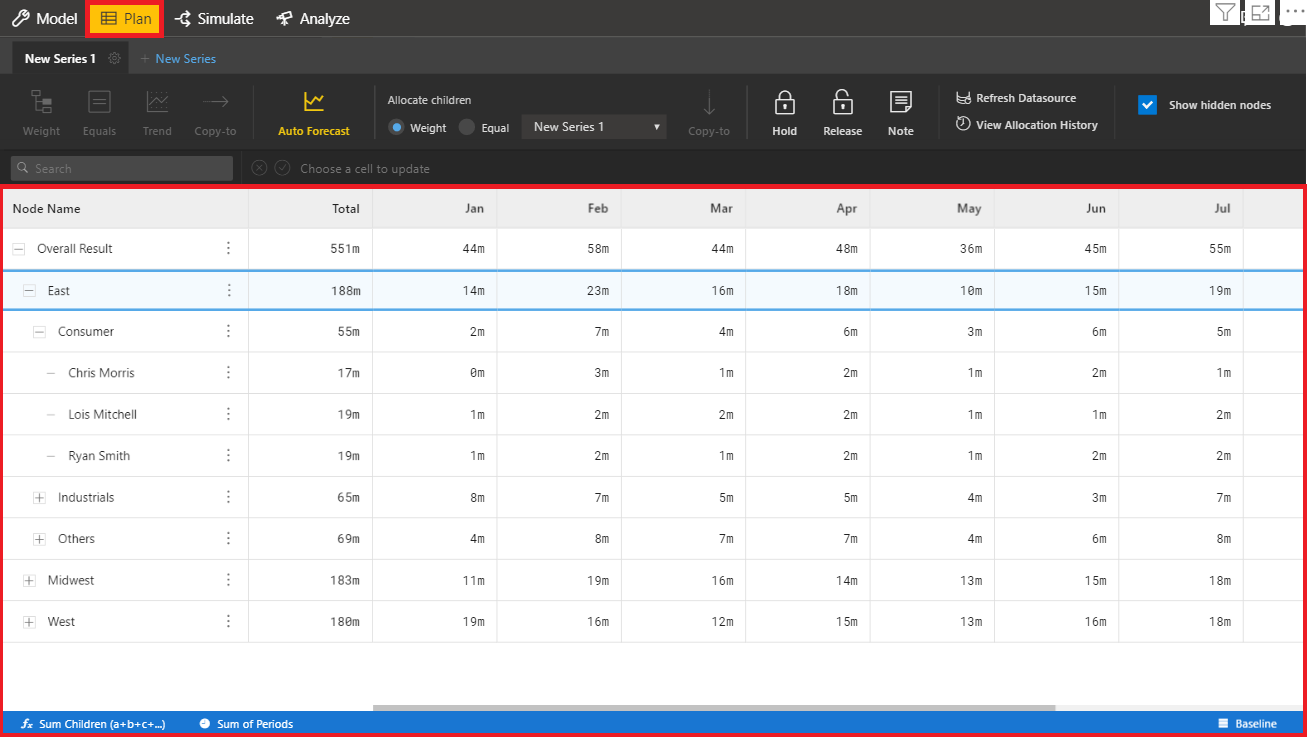 Model Plan Simulate Analyze
New Series 1 + New Series
Weight Equals Trend Copy-to Auto Forecast
Allocate children
Weight Equal New Series 1
Copy-to Hold Release Note
Refresh Datasource
View Allocation History
Show hidden nodes
Search Choose a cell to update
Node Name Total Jan Feb Mar Apr May Jun Jul
Overall Result 551m 44m 58m 44m 48m 36m 45m 55m
East 188m 14m 23m 16m 18m 10m 15m 19m
Consumer 55m 2m 7m 4m 6m 3m 6m 5m
Chris Morris 17m 0m 3m 1m 2m 1m 2m 1m
Lois Mitchell 19m 1m 2m 2m 2m 1m 1m 2m
Ryan Smith 19m 1m 2m 1m 2m 1m 2m 2m
Industrials 65m 8m 7m 5m 5m 4m 3m 7m
Others 69m 4m 8m 7m 7m 4m 6m 8m
Midwest 183m 11m 19m 16m 14m 13m 15m 18m
West 180m 19m 16m 12m 15m 13m 16m 18m
fx Sum Children (a+b+c+...) Sum of Periods Baseline